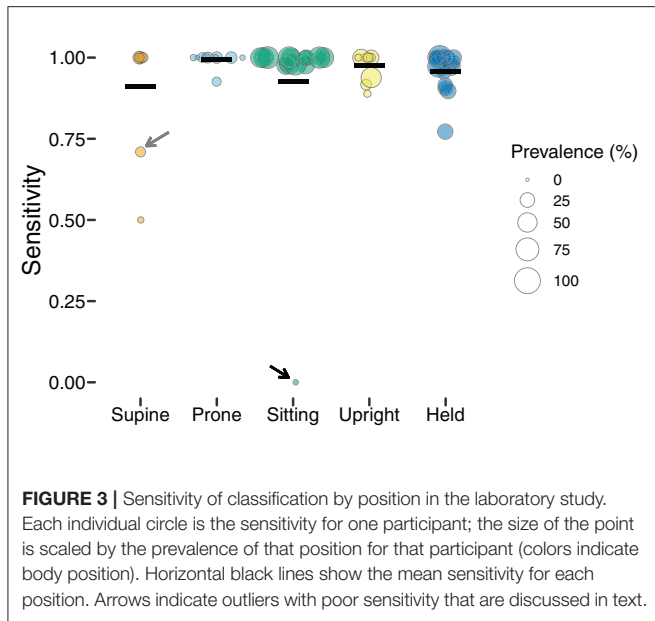 1.00
0.75
0.50
0.25
0.00
Sensitivity
Supine Prone Sitting Upright Held
Prevalence (%)
0
25
50
75
100
FIGURE 3 | Sensitivity of classification by position in the laboratory study.
Each individual circle is the sensitivity for one participant; the size of the point
is scaled by the prevalence of that position for that participant (colors indicate
body position). Horizontal black lines show the mean sensitivity for each
position. Arrows indicate outliers with poor sensitivity that are discussed in text.